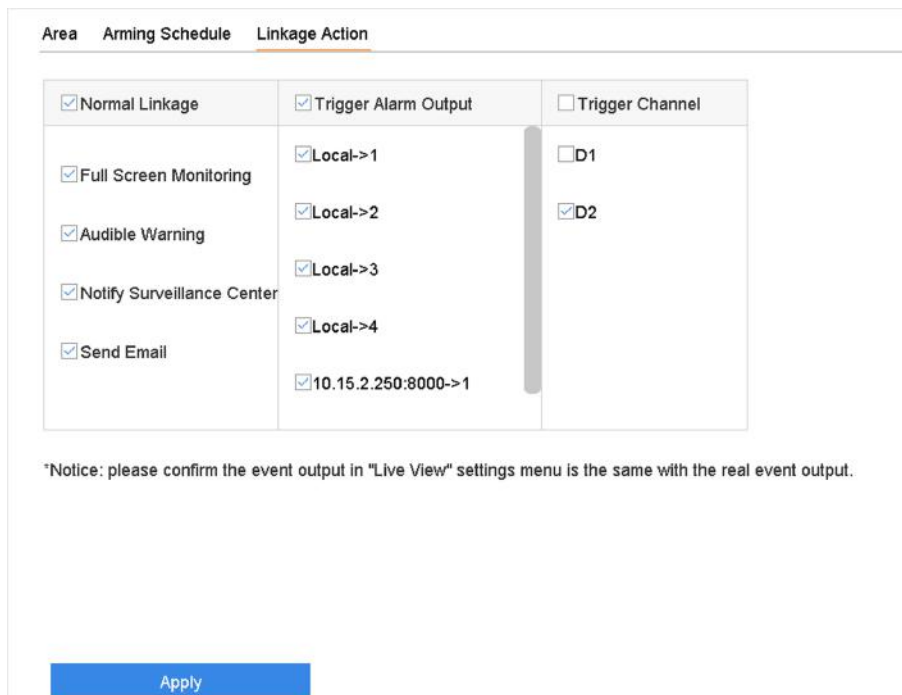 Area Arming Schedule Linkage Action
Normal Linkage Trigger Alarm Output Trigger Channel
Full Screen Monitoring
Audible Warning
Notify Surveillance Center
Send Email
Local->1
Local->2
Local->3
Local->4
10.15.2.250:8000->1
D1
D2
*Notice: please confirm the event output in "Live View" settings menu is the same with the real event output.
Apply